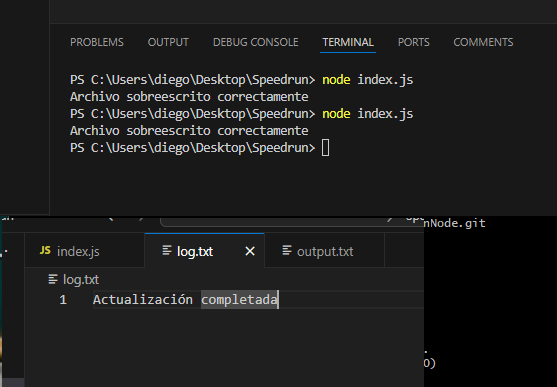 PROBLEMS OUTPUT DEBUG CONSOLE TERMINAL PORTS COMMENTS
PS C:\Users\diego\Desktop\Speedrun> node index.js
Archivo sobreescrito correctamente
PS C:\Users\diego\Desktop\Speedrun> node index.js
Archivo sobreescrito correctamente
PS C:\Users\diego\Desktop\Speedrun>
nNode.git
JS index.js log.txt × output.txt
log.txt
1 Actualización completada
0)